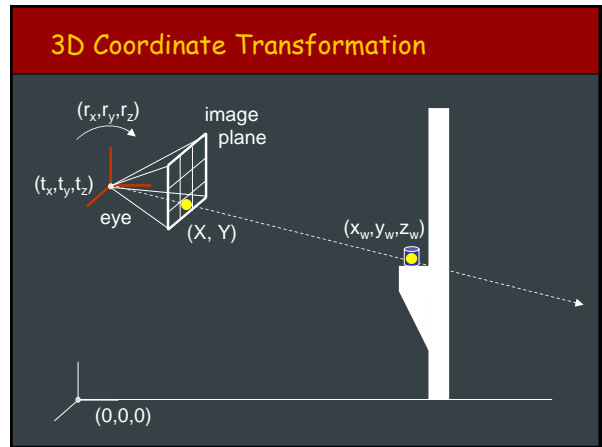 3D Coordinate Transformation
(rx,ry,rz)
image
plane
(tx,ty,tz)
eye
(X, Y)
(xw,yw,zw)
(0,0,0)